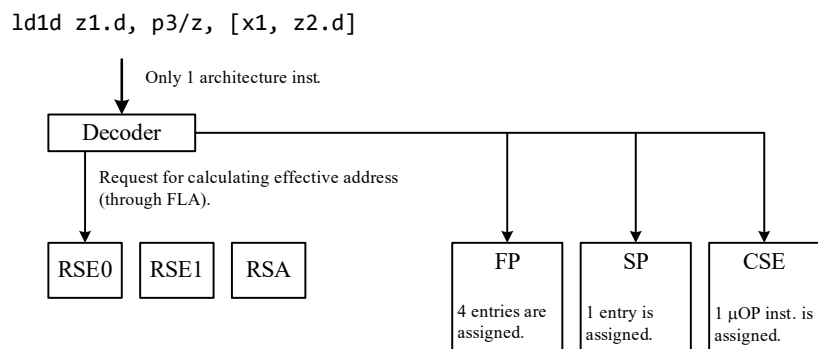 ld1d z1.d, p3/z, [x1, z2.d]
Only 1 architecture inst.
Decoder
Request for calculating effective address
(through FLA).
RSE0 RSE1 RSA FP SP CSE
4 entries are
assigned.
1 entry is
assigned.
1 μOP inst. is
assigned.